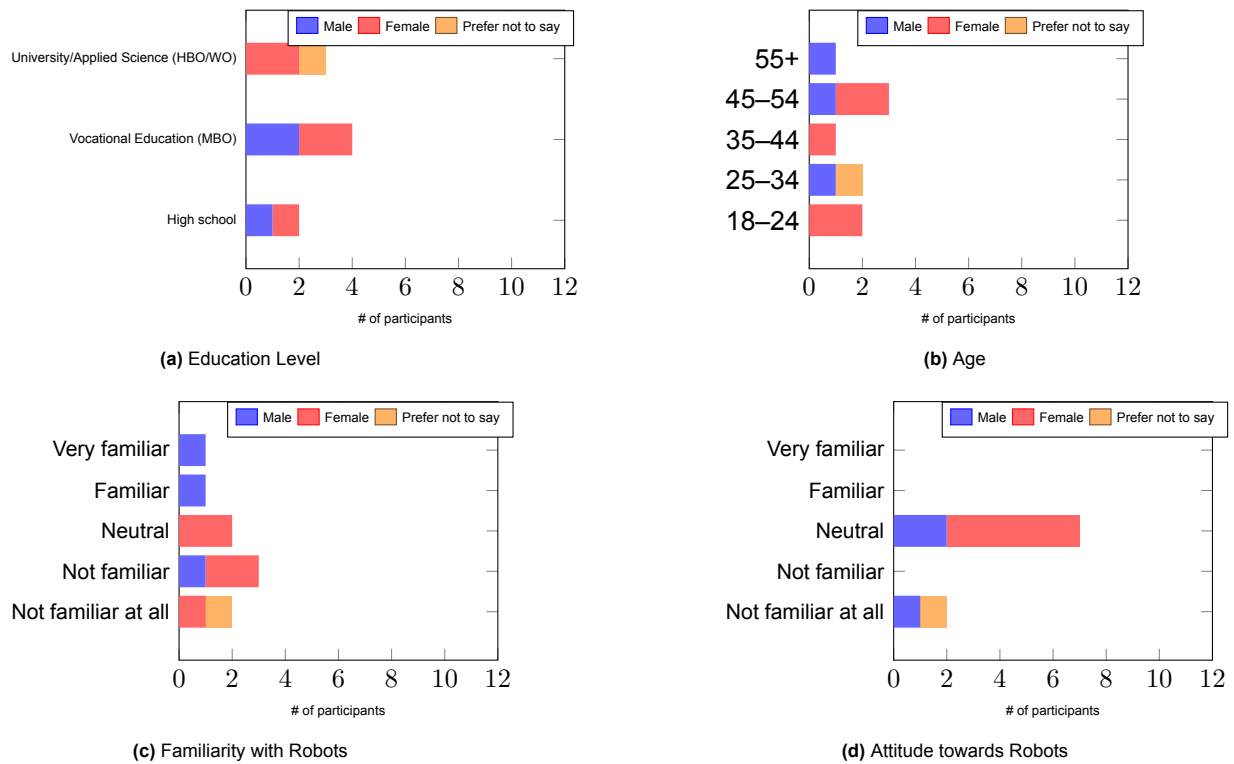 Male Female Prefer not to say
University/Applied Science (HBO/WO)
Vocational Education (MBO)
High school
0 2 4 6 8 10 12
# of participants
(a) Education Level
Male Female Prefer not to say
55+
45–54
35–44
25–34
18–24
0 2 4 6 8 10 12
# of participants
(b) Age
Male Female Prefer not to say
Very familiar
Familiar
Neutral
Not familiar
Not familiar at all
0 2 4 6 8 10 12
# of participants
(c) Familiarity with Robots
Male Female Prefer not to say
Very familiar
Familiar
Neutral
Not familiar
Not familiar at all
0 2 4 6 8 10 12
# of participants
(d) Attitude towards Robots